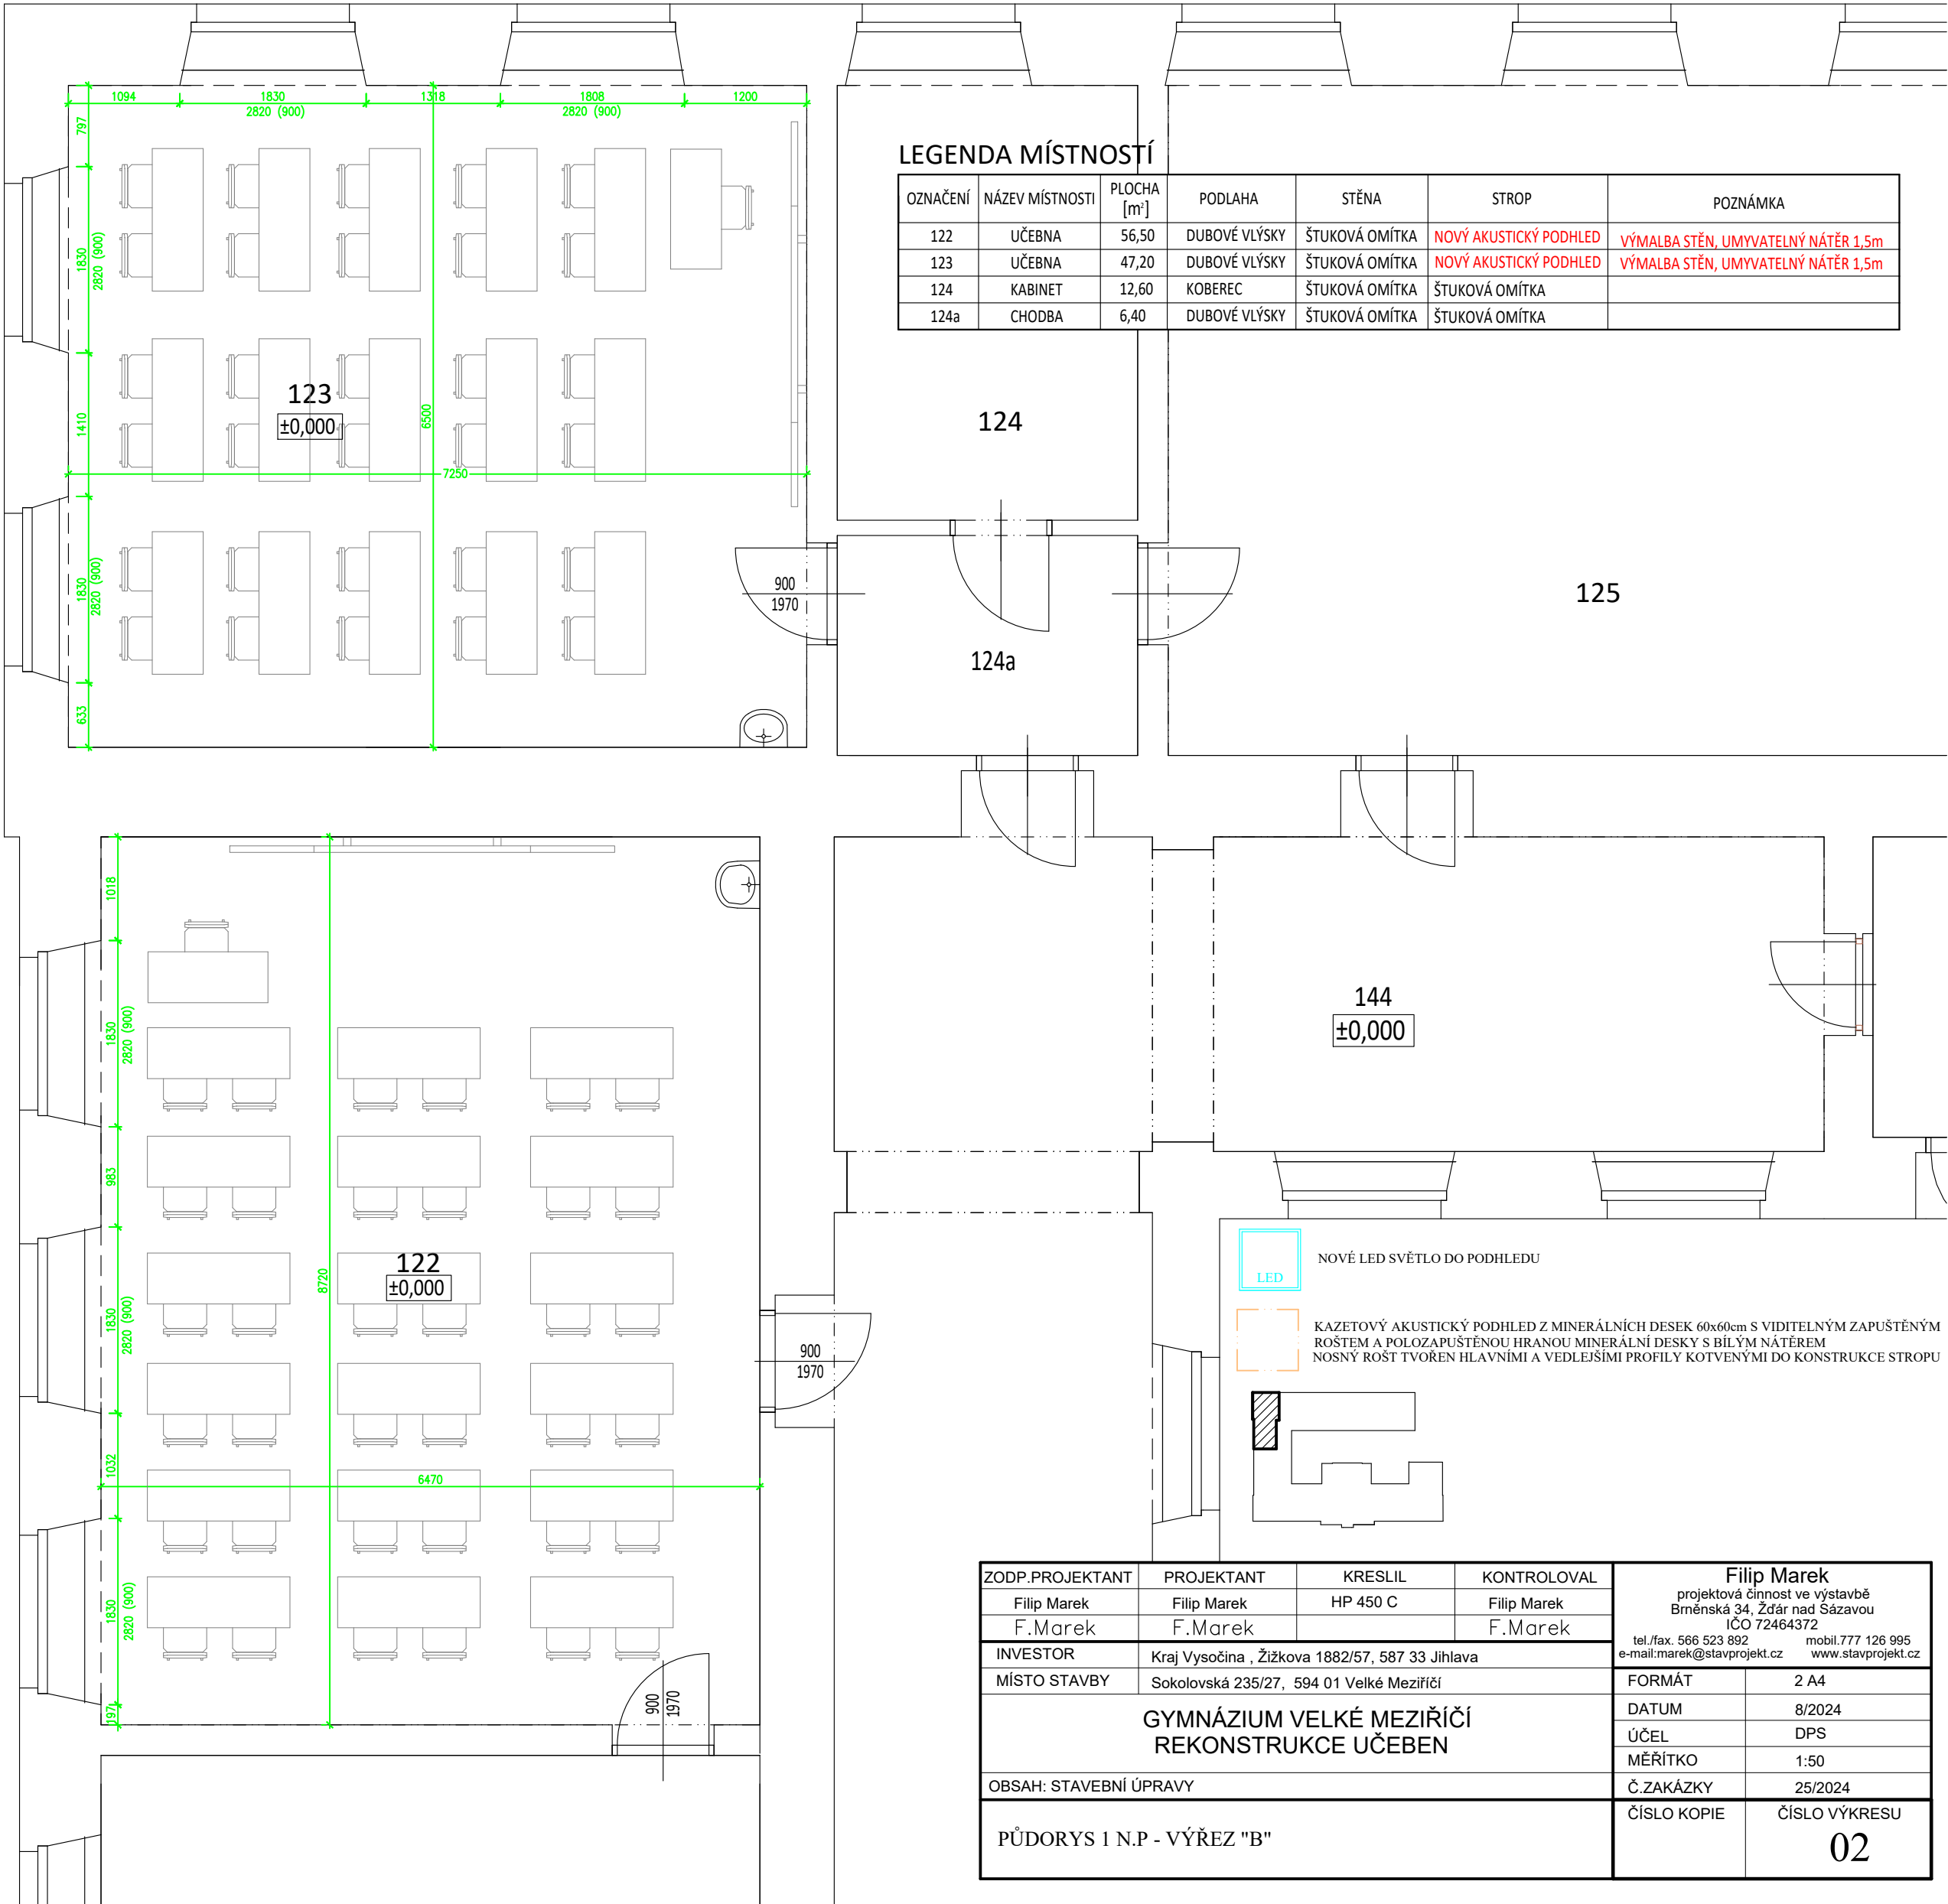 1094
1830
2820 (900)
1318
1808
2820 (900)
1200
797
1830
2820 (900)
1410
1830
2820 (900)
633
6500
7250
123
±0,000
900
1970
124
124a
125
LEGENDA MÍSTNOSTÍ
OZNAČENÍ NÁZEV MÍSTNOSTI PLOCHA [m²] PODLAHA STĚNA STROP POZNÁMKA
122 UČEBNA 56,50 DUBOVÉ VLÝSKY ŠTUKOVÁ OMÍTKA NOVÝ AKUSTICKÝ PODHLED VÝMALBA STĚN, UMYVATELNÝ NÁTĚR 1,5m
123 UČEBNA 47,20 DUBOVÉ VLÝSKY ŠTUKOVÁ OMÍTKA NOVÝ AKUSTICKÝ PODHLED VÝMALBA STĚN, UMYVATELNÝ NÁTĚR 1,5m
124 KABINET 12,60 KOBEREC ŠTUKOVÁ OMÍTKA ŠTUKOVÁ OMÍTKA
124a CHODBA 6,40 DUBOVÉ VLÝSKY ŠTUKOVÁ OMÍTKA ŠTUKOVÁ OMÍTKA
1018
1830
2820 (900)
983
1830
2820 (900)
1032
1830
2820 (900)
197
8720
6470
122
±0,000
900
1970
900
1970
144
±0,000
LED
NOVÉ LED SVĚTLO DO PODHLEDU
KAZETOVÝ AKUSTICKÝ PODHLED Z MINERÁLNÍCH DESEK 60x60cm S VIDITELNÝM ZAPUŠTĚNÝM
ROŠTEM A POLOZAPUŠTĚNOU HRANOU MINERÁLNÍ DESKY S BÍLÝM NÁTĚREM
NOSNÝ ROŠT TVOŘEN HLAVNÍMI A VEDLEJŠÍMI PROFILY KOTVENÝMI DO KONSTRUKCE STROPU
ZODP.PROJEKTANT PROJEKTANT KRESLIL KONTROLOVAL
Filip Marek Filip Marek HP 450 C Filip Marek
F.Marek F.Marek F.Marek
INVESTOR Kraj Vysočina , Žižkova 1882/57, 587 33 Jihlava
MÍSTO STAVBY Sokolovská 235/27, 594 01 Velké Meziříčí
GYMNÁZIUM VELKÉ MEZIŘÍČÍ
REKONSTRUKCE UČEBEN
OBSAH: STAVEBNÍ ÚPRAVY
PŮDORYS 1 N.P - VÝŘEZ "B"
Filip Marek
projektová činnost ve výstavbě
Brněnská 34, Žďár nad Sázavou
IČO 72464372
tel./fax. 566 523 892 mobil.777 126 995
e-mail:marek@stavprojekt.cz www.stavprojekt.cz
FORMÁT 2 A4
DATUM 8/2024
ÚČEL DPS
MĚŘÍTKO 1:50
Č.ZAKÁZKY 25/2024
ČÍSLO KOPIE ČÍSLO VÝKRESU
02